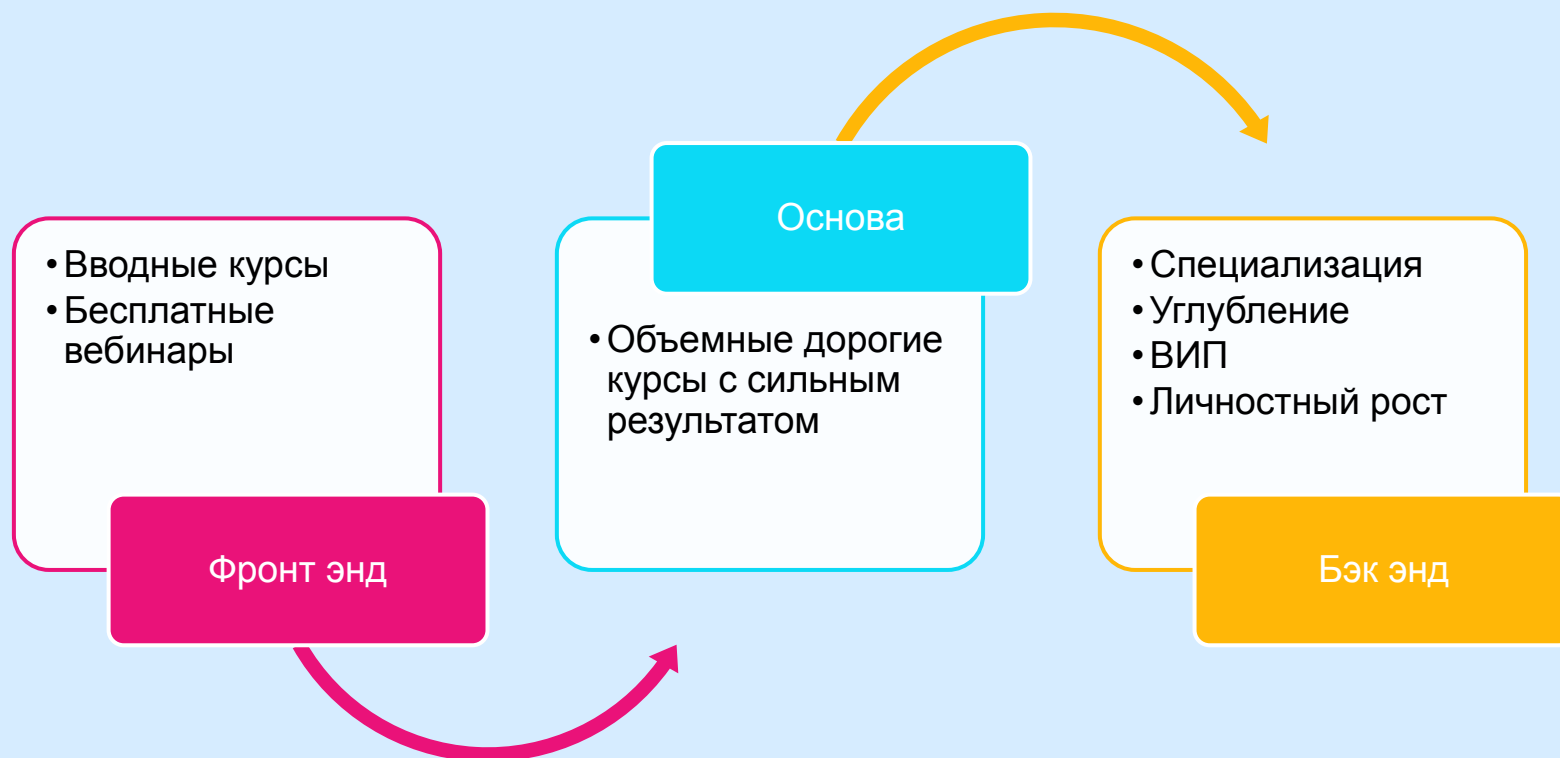 • Вводные курсы
• Бесплатные
вебинары
Фронт энд
Основа
• Объемные дорогие
курсы с сильным
результатом
• Специализация
• Углубление
• ВИП
• Личностный рост
Бэк энд